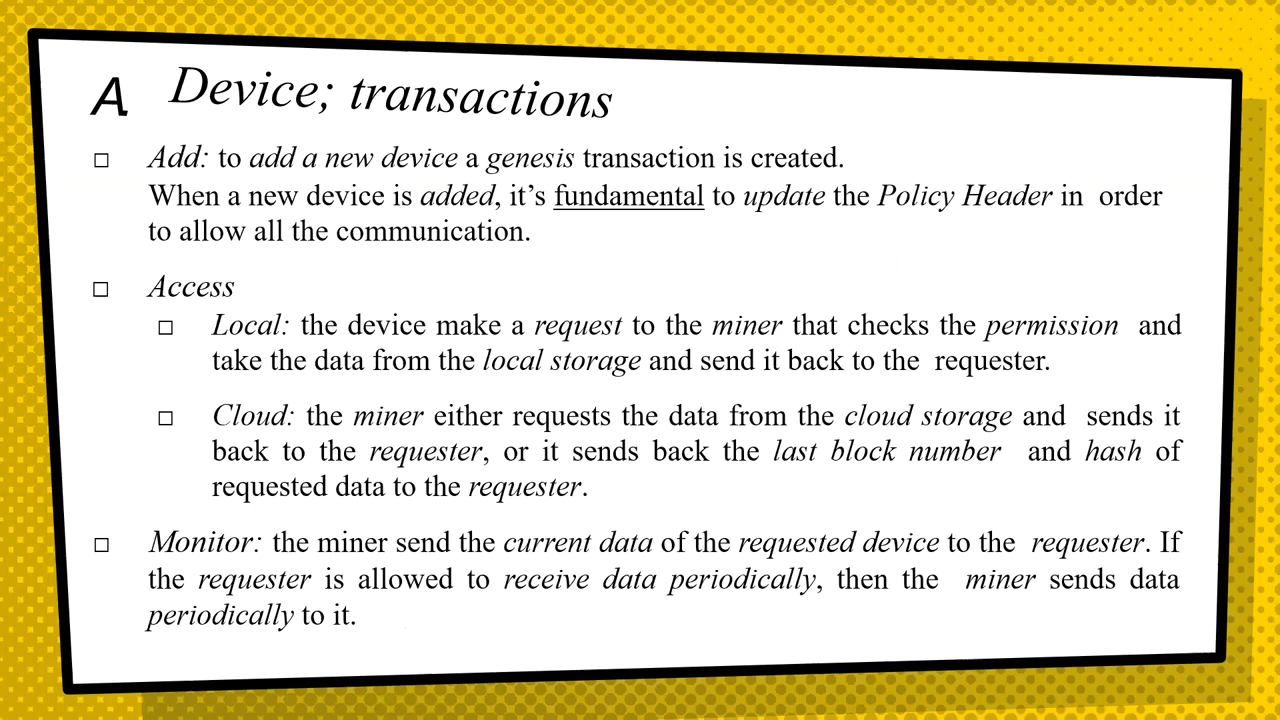 A. Device; transactions
□ Add: to add a new device a genesis transaction is created.
When a new device is added, it’s fundamental to update the Policy Header in order
to allow all the communication.
□ Access
□ Local: the device make a request to the miner that checks the permission and
take the data from the local storage and send it back to the requester.
□ Cloud: the miner either requests the data from the cloud storage and sends it
back to the requester, or it sends back the last block number and hash of
requested data to the requester.
□ Monitor: the miner send the current data of the requested device to the requester. If
the requester is allowed to receive data periodically, then the miner sends data
periodically to it.